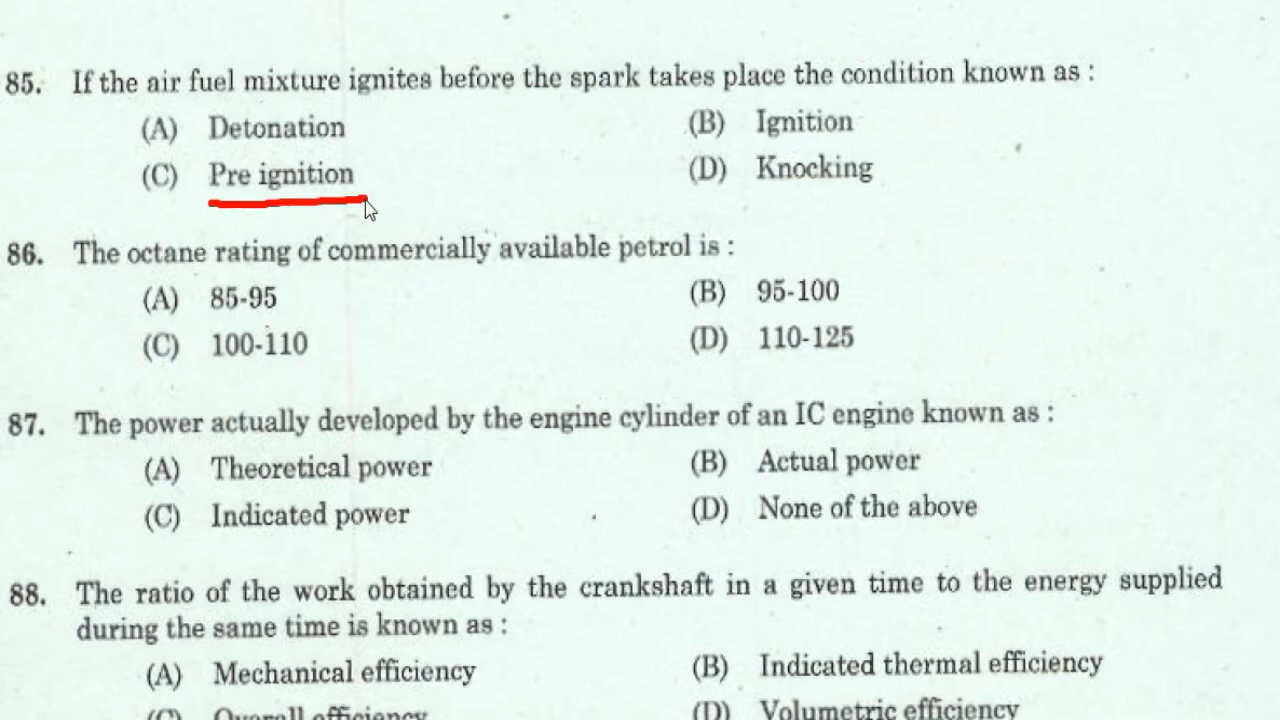 85. If the air fuel mixture ignites before the spark takes place the condition known as :
(A) Detonation (B) Ignition
(C) Pre ignition (D) Knocking
86. The octane rating of commercially available petrol is :
(A) 85-95 (B) 95-100
(C) 100-110 (D) 110-125
87. The power actually developed by the engine cylinder of an IC engine known as :
(A) Theoretical power (B) Actual power
(C) Indicated power (D) None of the above
88. The ratio of the work obtained by the crankshaft in a given time to the energy supplied
during the same time is known as :
(A) Mechanical efficiency (B) Indicated thermal efficiency
(C) Overall efficiency (D) Volumetric efficiency